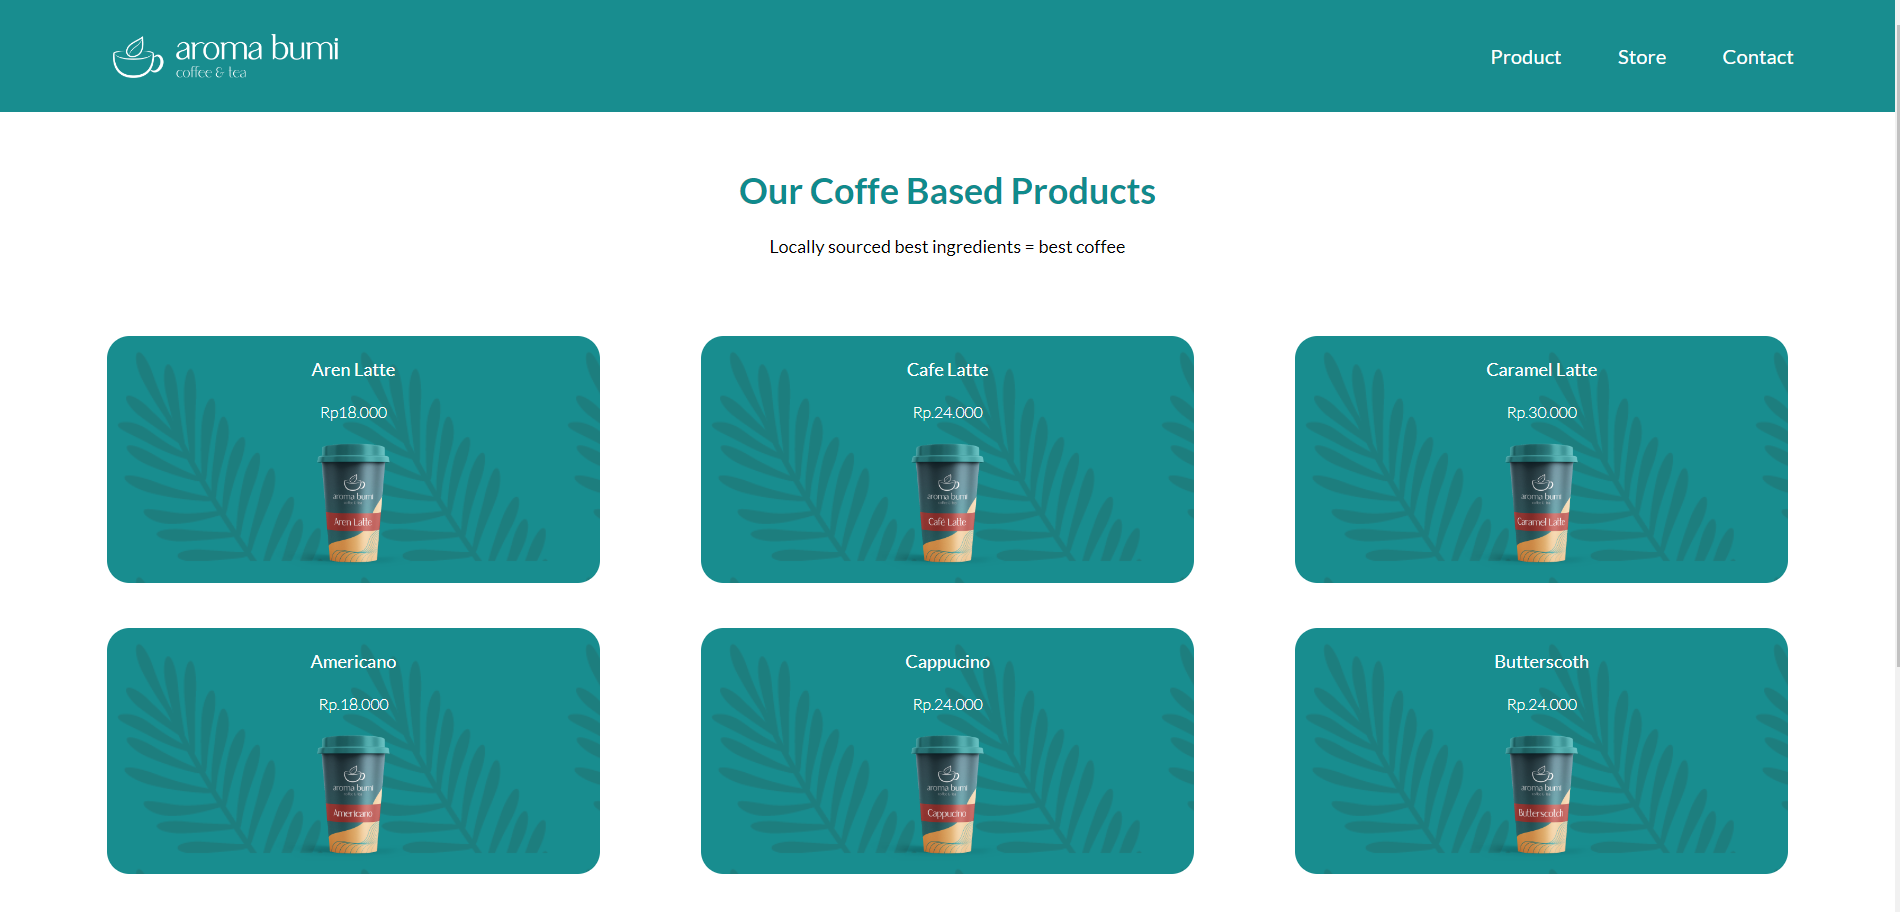 aroma bumi
coffee & tea
Product
Store
Contact
Our Coffe Based Products
Locally sourced best ingredients = best coffee
Aren Latte
Rp18.000
aroma bumi
Aren Latte
Cafe Latte
Rp.24.000
aroma bumi
Café Latte
Caramel Latte
Rp.30.000
aroma bumi
Caramel Latte
Americano
Rp.18.000
aroma bumi
Americano
Cappucino
Rp.24.000
aroma bumi
Cappucino
Butterscoth
Rp.24.000
aroma bumi
Butterscotch